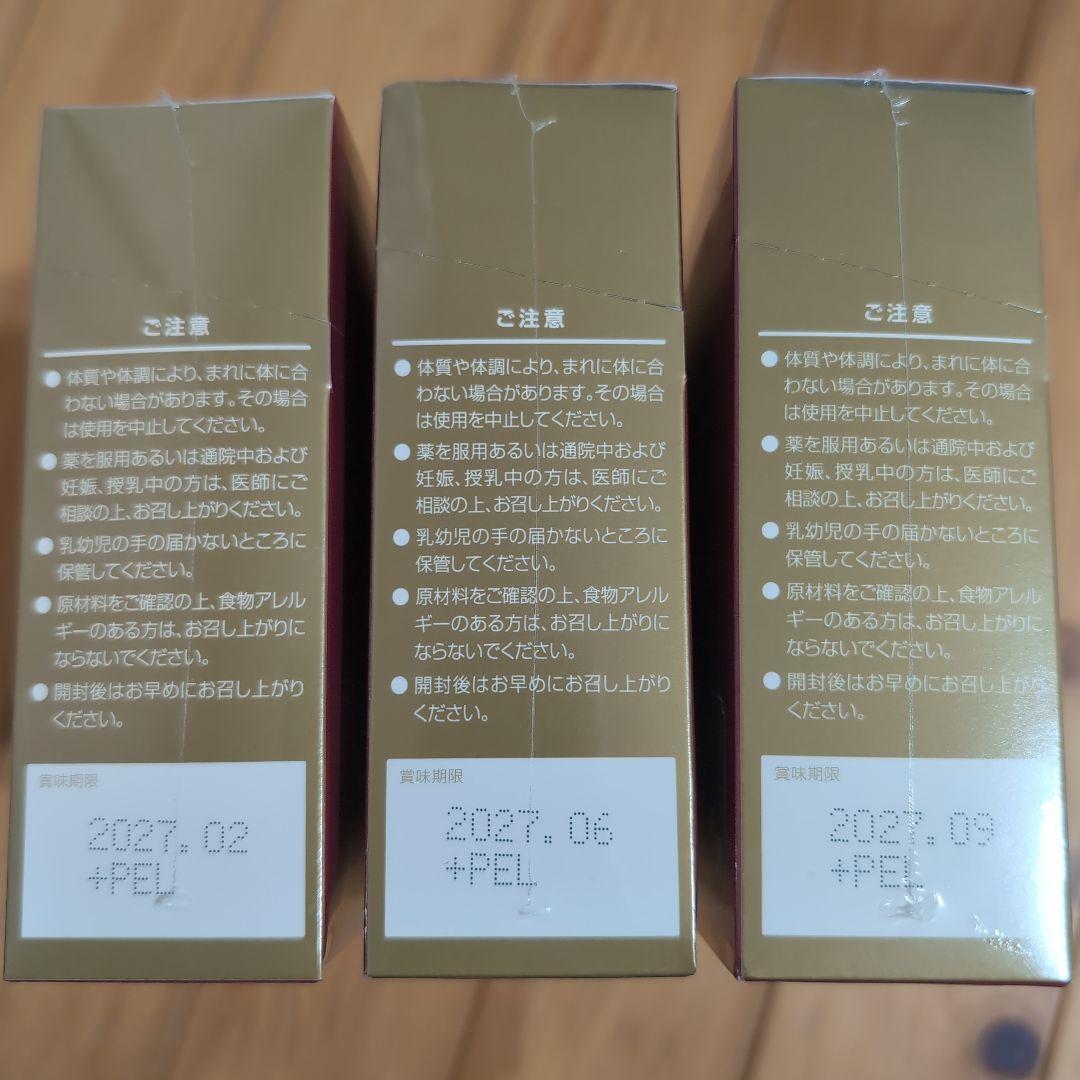 ご注意
● 体質や体調により、まれに体に合
わない場合があります。その場合
は使用を中止してください。
● 薬を服用あるいは通院中および
妊娠、授乳中の方は、医師にご
相談の上、お召し上がりください。
● 乳幼児の手の届かないところに
保管してください。
● 原材料をご確認の上、食物アレル
ギーのある方は、お召し上がりに
ならないでください。
● 開封後はお早めにお召し上がり
ください。
賞味期限
2027.02
+PEL
ご注意
● 体質や体調により、まれに体に合
わない場合があります。その場合
は使用を中止してください。
● 薬を服用あるいは通院中および
妊娠、授乳中の方は、医師にご
相談の上、お召し上がりください。
● 乳幼児の手の届かないところに
保管してください。
● 原材料をご確認の上、食物アレル
ギーのある方は、お召し上がりに
ならないでください。
● 開封後はお早めにお召し上がり
ください。
賞味期限
2027.06
+PEL
ご注意
● 体質や体調により、まれに体に合
わない場合があります。その場合
は使用を中止してください。
● 薬を服用あるいは通院中および
妊娠、授乳中の方は、医師にご
相談の上、お召し上がりください。
● 乳幼児の手の届かないところに
保管してください。
● 原材料をご確認の上、食物アレル
ギーのある方は、お召し上がりに
ならないでください。
● 開封後はお早めにお召し上がり
ください。
賞味期限
2027.09
+PEL